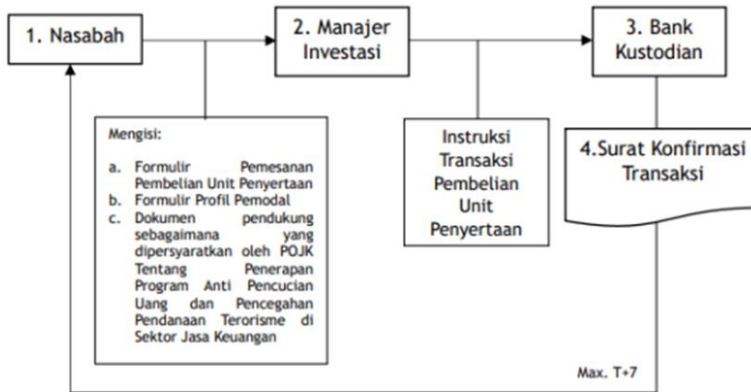 1. Nasabah
2. Manajer
Investasi
3. Bank
Kustodian
Mengisi:
a. Formulir Pemesanan
Pembelian Unit Penyertaan
b. Formulir Profil Pemodal
c. Dokumen pendukung
sebagaimana yang
dipersyaratkan oleh POJK
Tentang Penerapan
Program Anti Pencucian
Uang dan Pencegahan
Pendanaan Terorisme di
Sektor Jasa Keuangan
Instruksi
Transaksi
Pembelian
Unit
Penyertaan
4.Surat Konfirmasi
Transaksi
Max. T+7